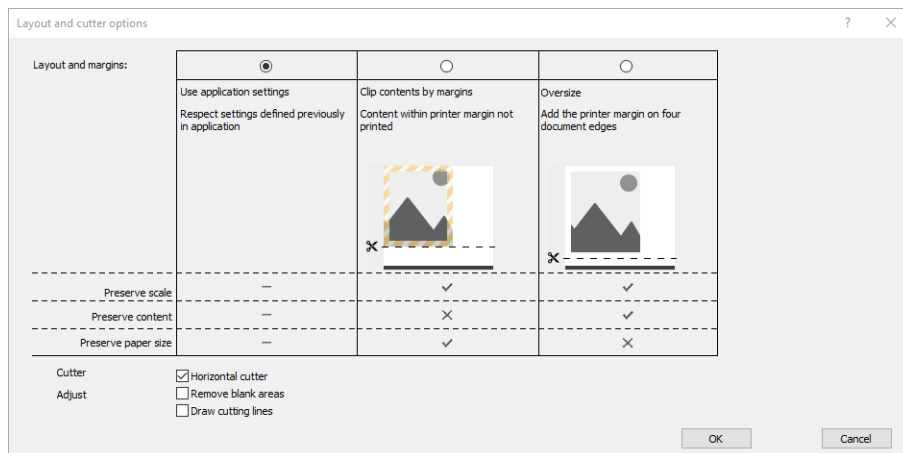 Layout and cutter options
Layout and margins:
Use application settings
Respect settings defined previously
in application
Clip contents by margins
Content within printer margin not
printed
Oversize
Add the printer margin on four
document edges
Preserve scale
Preserve content
Preserve paper size
Cutter
Horizontal cutter
Adjust
Remove blank areas
Draw cutting lines
OK
Cancel